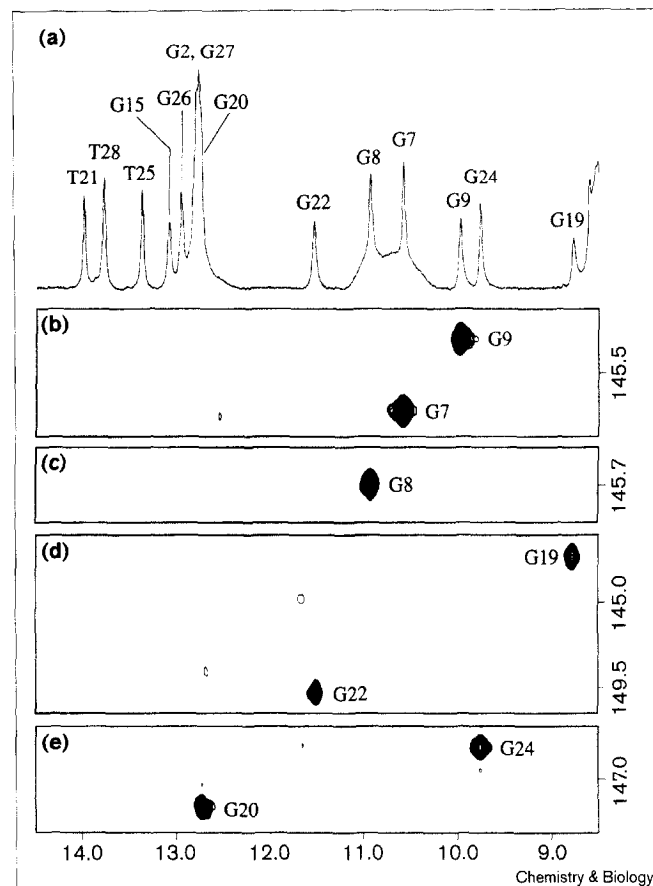 (a)
G2, G27
G15
G26
G20
T28
T21
T25
G22
G8
G7
G9
G24
G19
(b)
G9
G7
145.5
(c)
G8
145.7
(d)
G19
G22
145.0
149.5
(e)
G24
G20
147.0
14.0 13.0 12.0 11.0 10.0 9.0
Chemistry & Biology